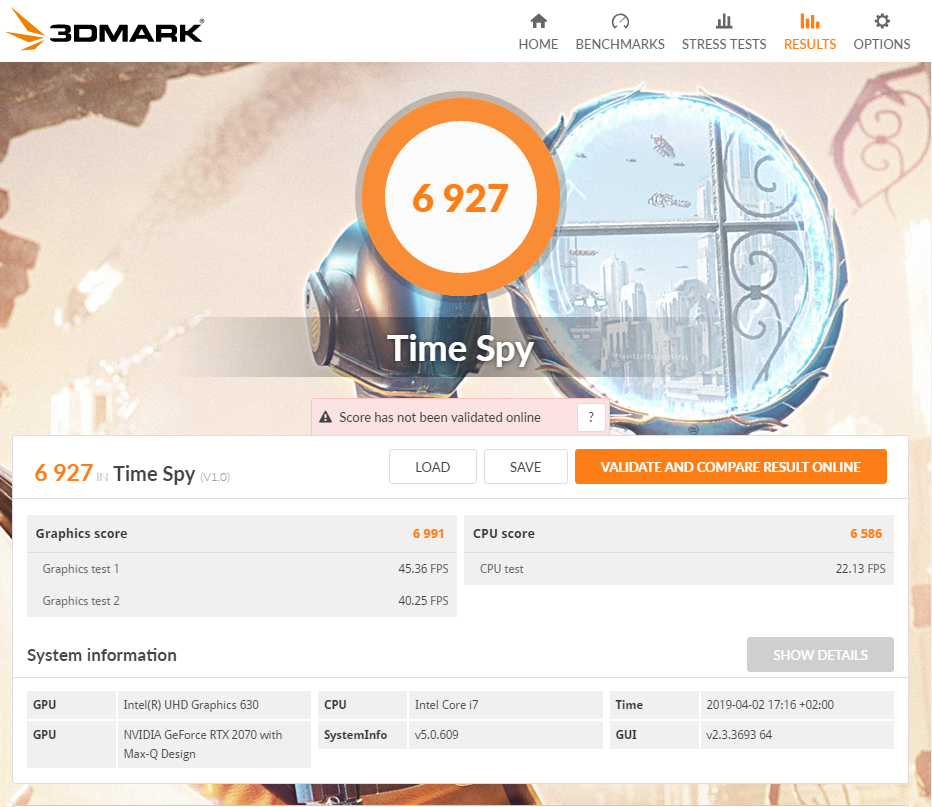 3DMARK®
HOME BENCHMARKS STRESS TESTS RESULTS OPTIONS
6 927
Time Spy
Score has not been validated online ?
6 927 IN Time Spy (V1.0) LOAD SAVE VALIDATE AND COMPARE RESULT ONLINE
Graphics score 6 991 CPU score 6 586
Graphics test 1 45.36 FPS CPU test 22.13 FPS
Graphics test 2 40.25 FPS
System information SHOW DETAILS
GPU Intel(R) UHD Graphics 630 CPU Intel Core i7 Time 2019-04-02 17:16 +02:00
GPU NVIDIA GeForce RTX 2070 with SystemInfo v5.0.609 GUI v2.3.3693 64
Max-Q Design